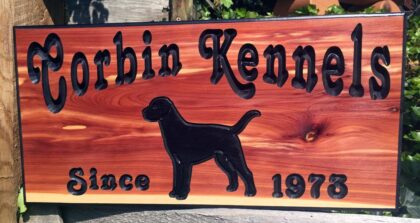 Corbin Kennels
Since 1973